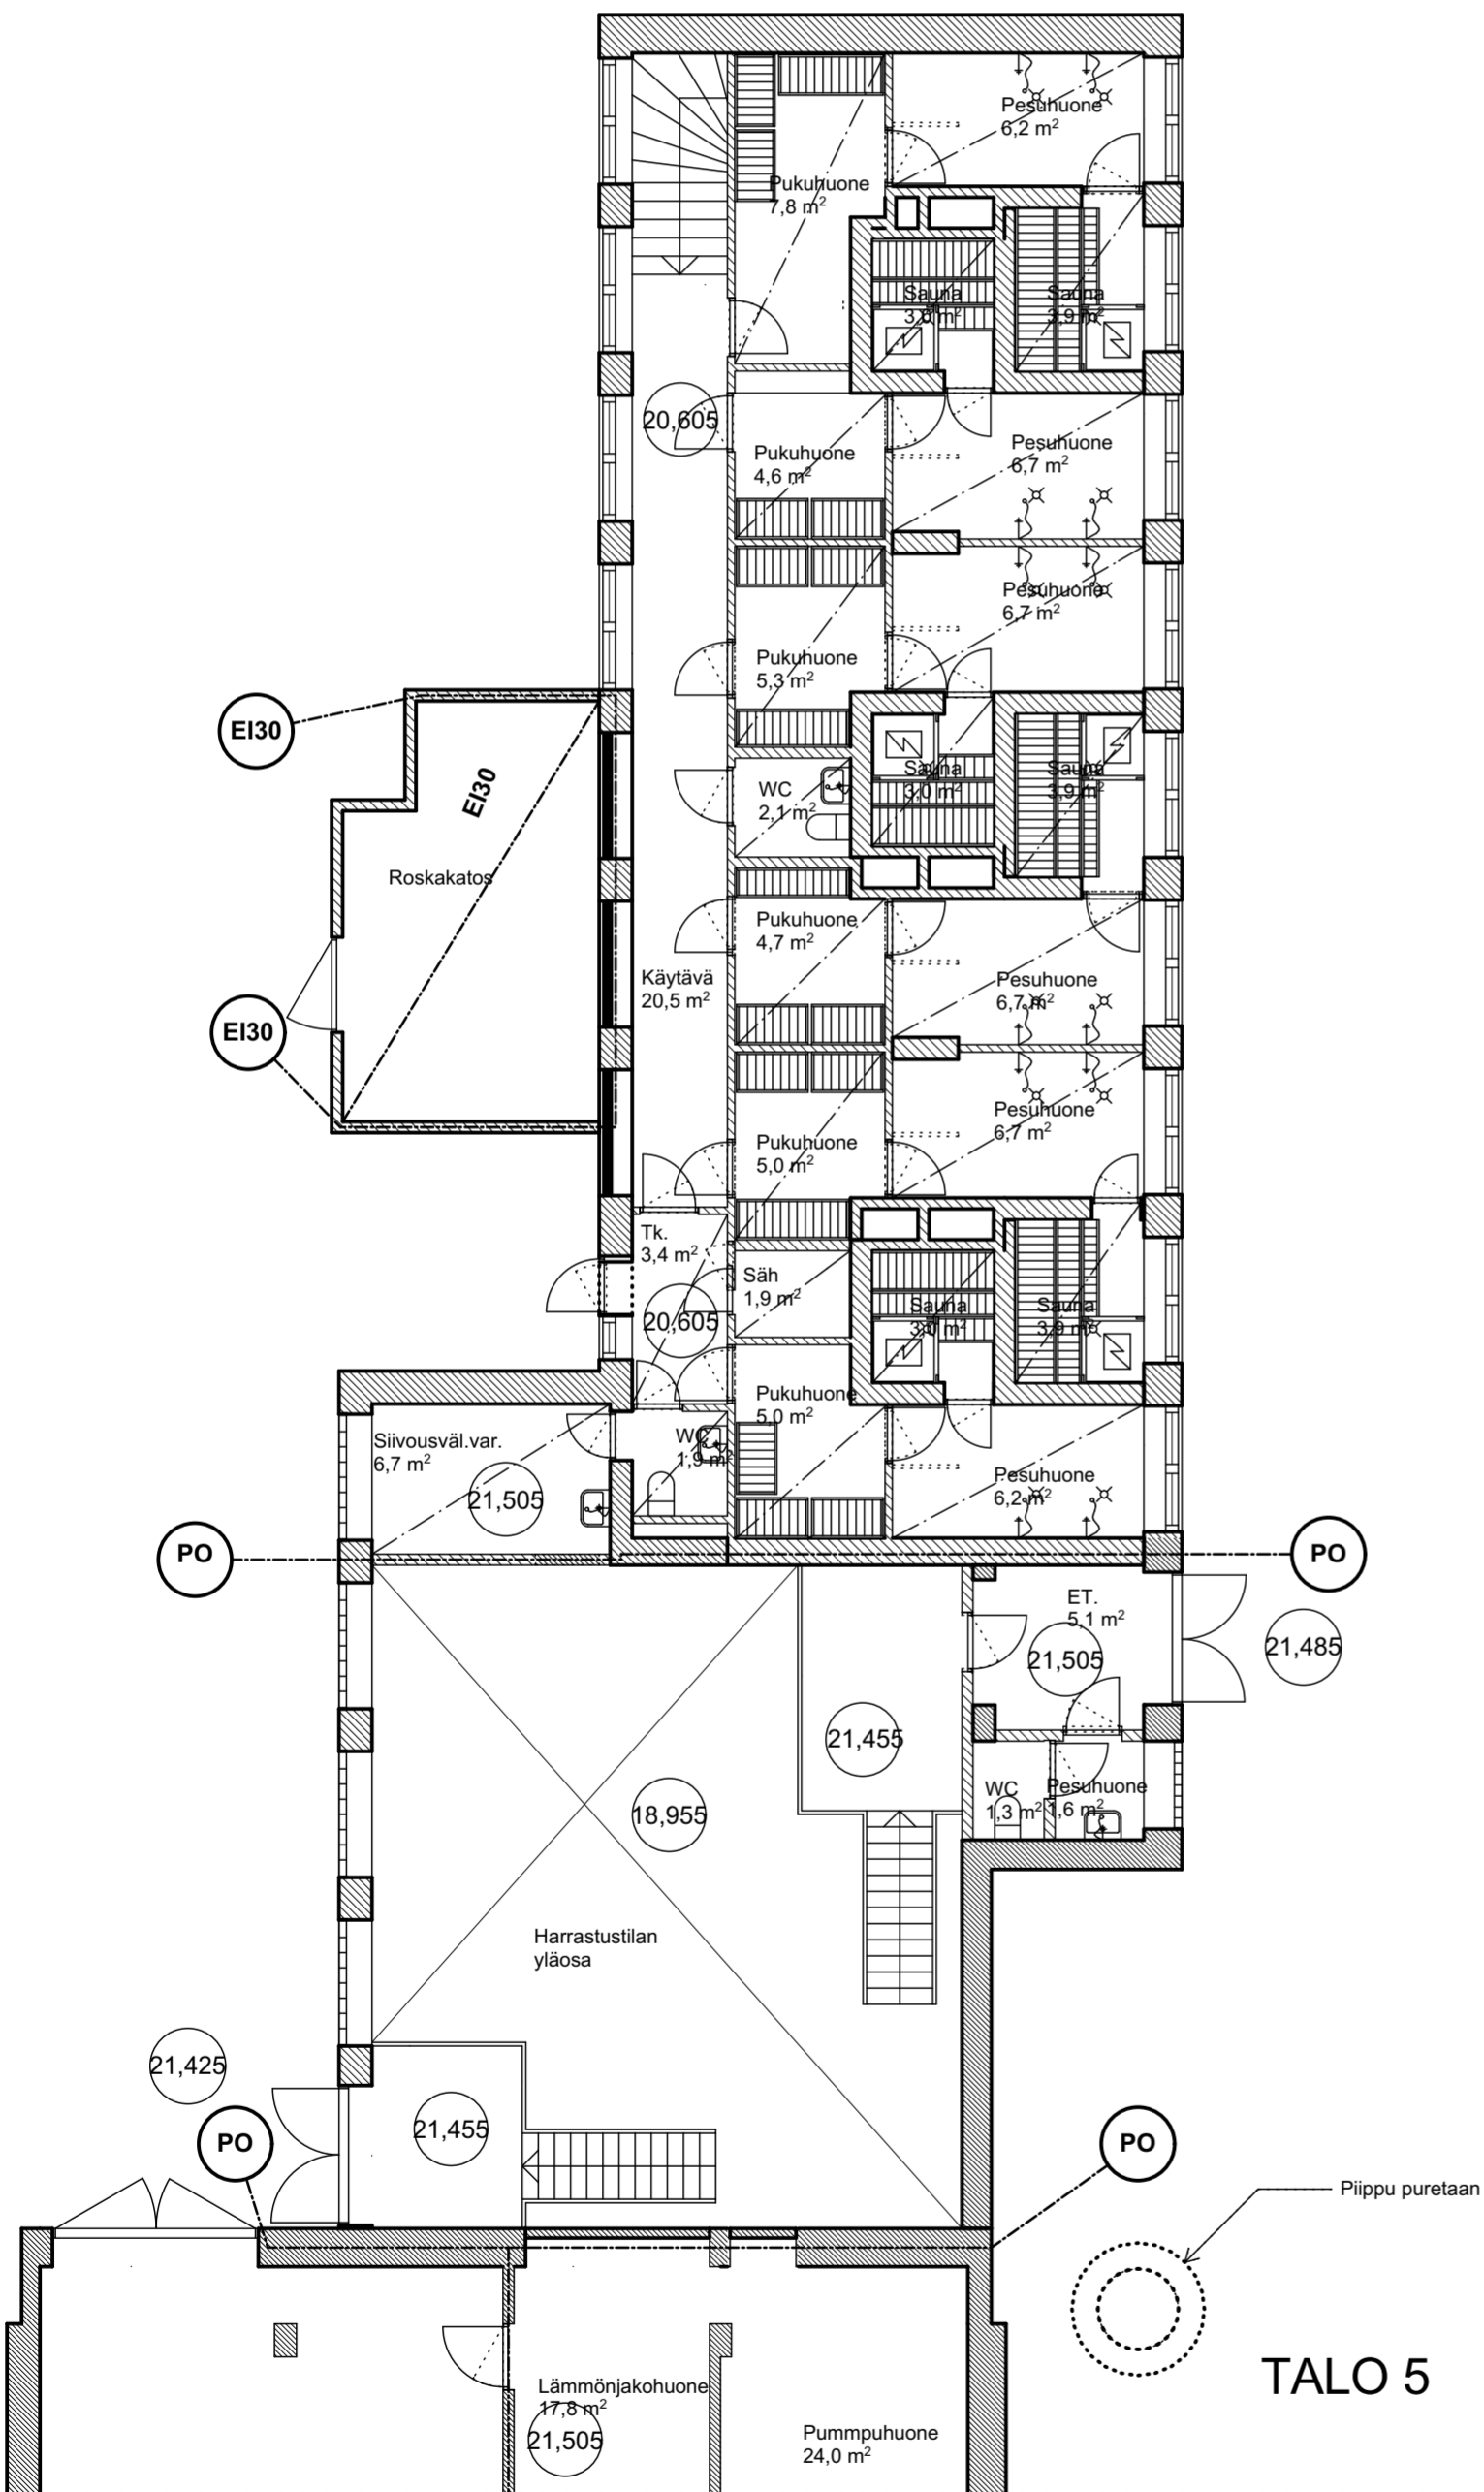 Pesuhuone
6,2 m²
Pukuhuone
7,8 m²
Sauna
3,0 m²
Sauna
3,9 m²
20,605
Pukuhuone
4,6 m²
Pesuhuone
6,7 m²
Pesuhuone
6,7 m²
Pukuhuone
5,3 m²
EI30
EI30
Roskakatos
WC
2,1 m²
Sauna
3,0 m²
Sauna
3,9 m²
Pukuhuone
4,7 m²
Käytävä
20,5 m²
Pesuhuone
6,7 m²
EI30
Pesuhuone
6,7 m²
Pukuhuone
5,0 m²
Tk.
3,4 m²
Säh
1,9 m²
20,605
Sauna
3,0 m²
Sauna
3,9 m²
Pukuhuone
5,0 m²
Siivousväl.var.
6,7 m²
WC
1,9 m²
21,505
Pesuhuone
6,2 m²
PO
PO
ET.
5,1 m²
21,505
21,485
21,455
WC
1,3 m²
Pesuhuone
1,6 m²
18,955
Harrastustilan
yläosa
21,425
21,455
PO
PO
Piippu puretaan
TALO 5
Lämmönjakohuone
17,8 m²
21,505
Pummpuhuone
24,0 m²